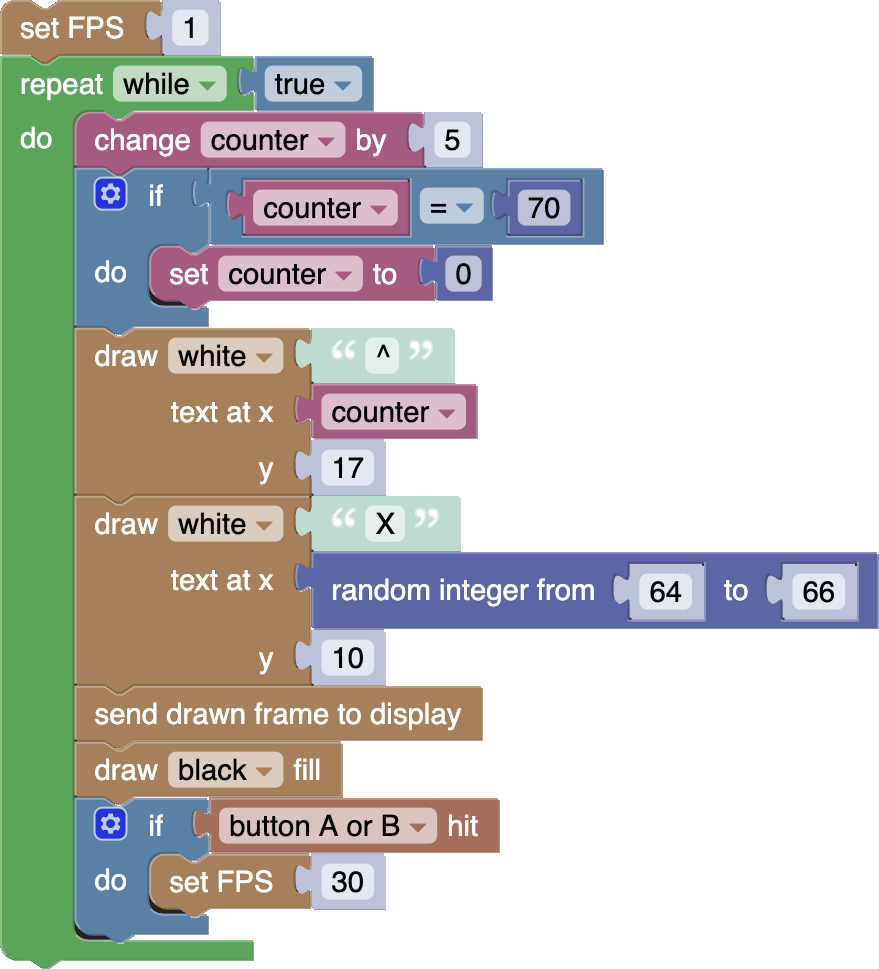 set FPS 1
repeat while true
do change counter by 5
if counter = 70
do set counter to 0
draw white “ ^ ”
text at x counter
y 17
draw white “ X ”
text at x random integer from 64 to 66
y 10
send drawn frame to display
draw black fill
if button A or B hit
do set FPS 30